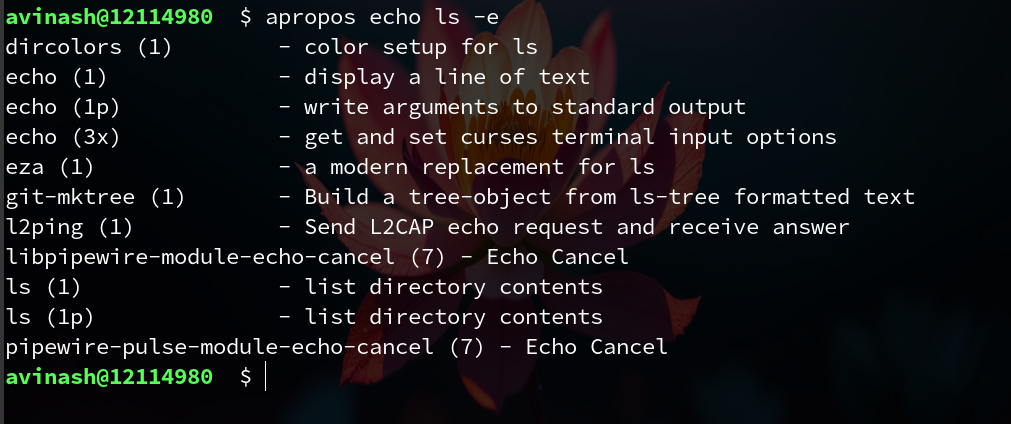 avinash@12114980  $ apropos echo ls -e
dircolors (1)        - color setup for ls
echo (1)             - display a line of text
echo (1p)            - write arguments to standard output
echo (3x)            - get and set curses terminal input options
eza (1)              - a modern replacement for ls
git-mktree (1)       - Build a tree-object from ls-tree formatted text
l2ping (1)           - Send L2CAP echo request and receive answer
libpipewire-module-echo-cancel (7) - Echo Cancel
ls (1)               - list directory contents
ls (1p)              - list directory contents
pipewire-pulse-module-echo-cancel (7) - Echo Cancel
avinash@12114980  $